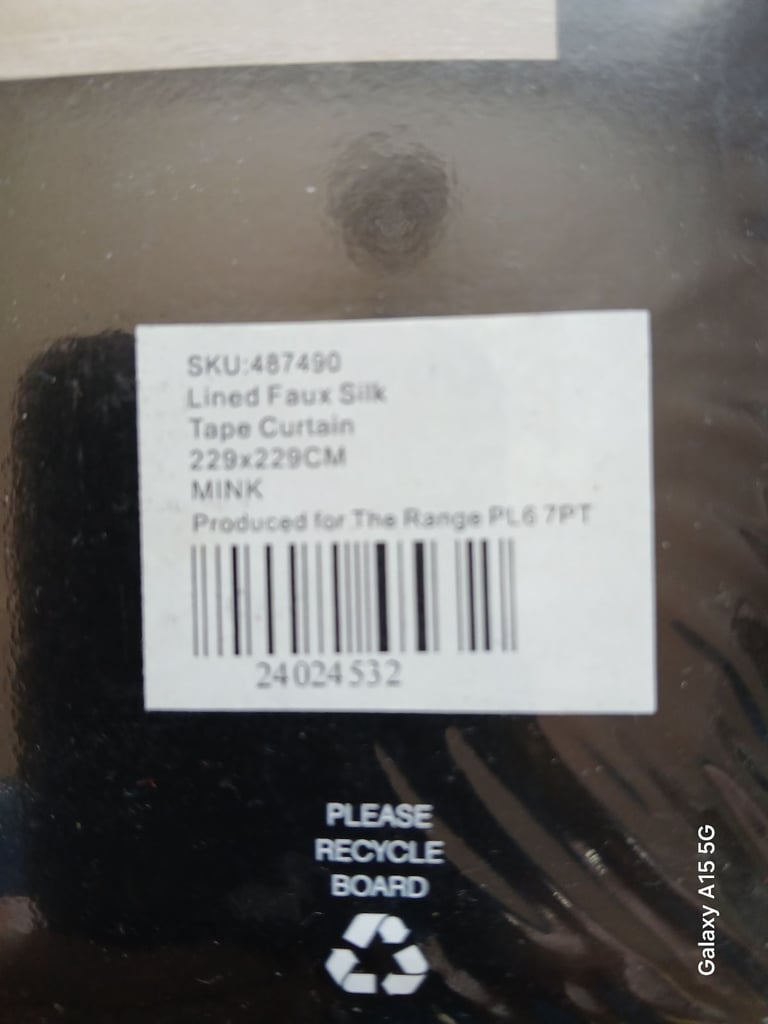 SKU:487490
Lined Faux Silk
Tape Curtain
229x229CM
MINK
Produced for The Range PL6 7PT
24024532
PLEASE
RECYCLE
BOARD
Galaxy A15 5G